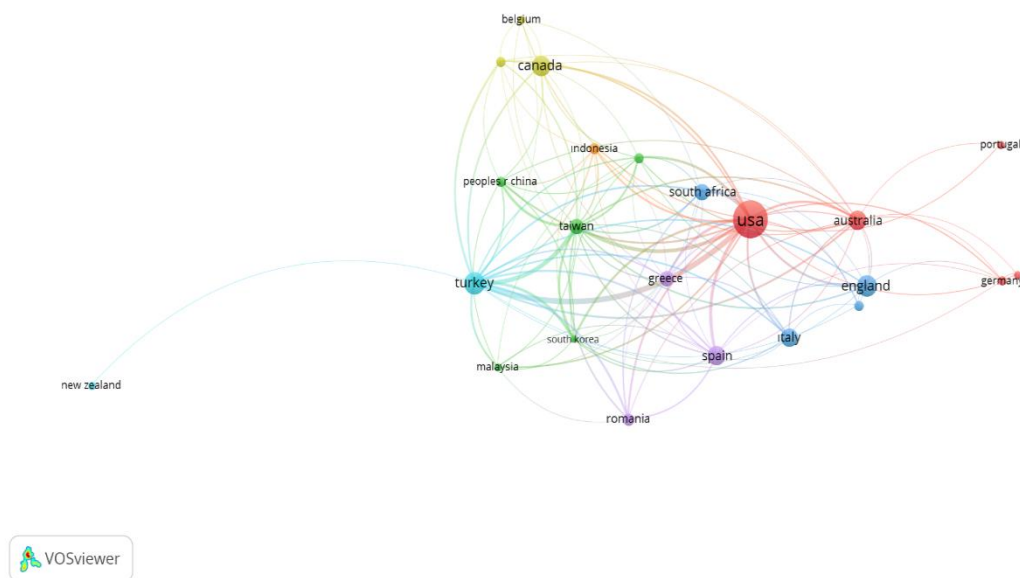 belgium
canada
portugal
indonesia
peoples r china
south africa
usa
australia
taiwan
greece
germany
turkey
england
south korea
italy
spain
malaysia
new zealand
romania
VOSviewer